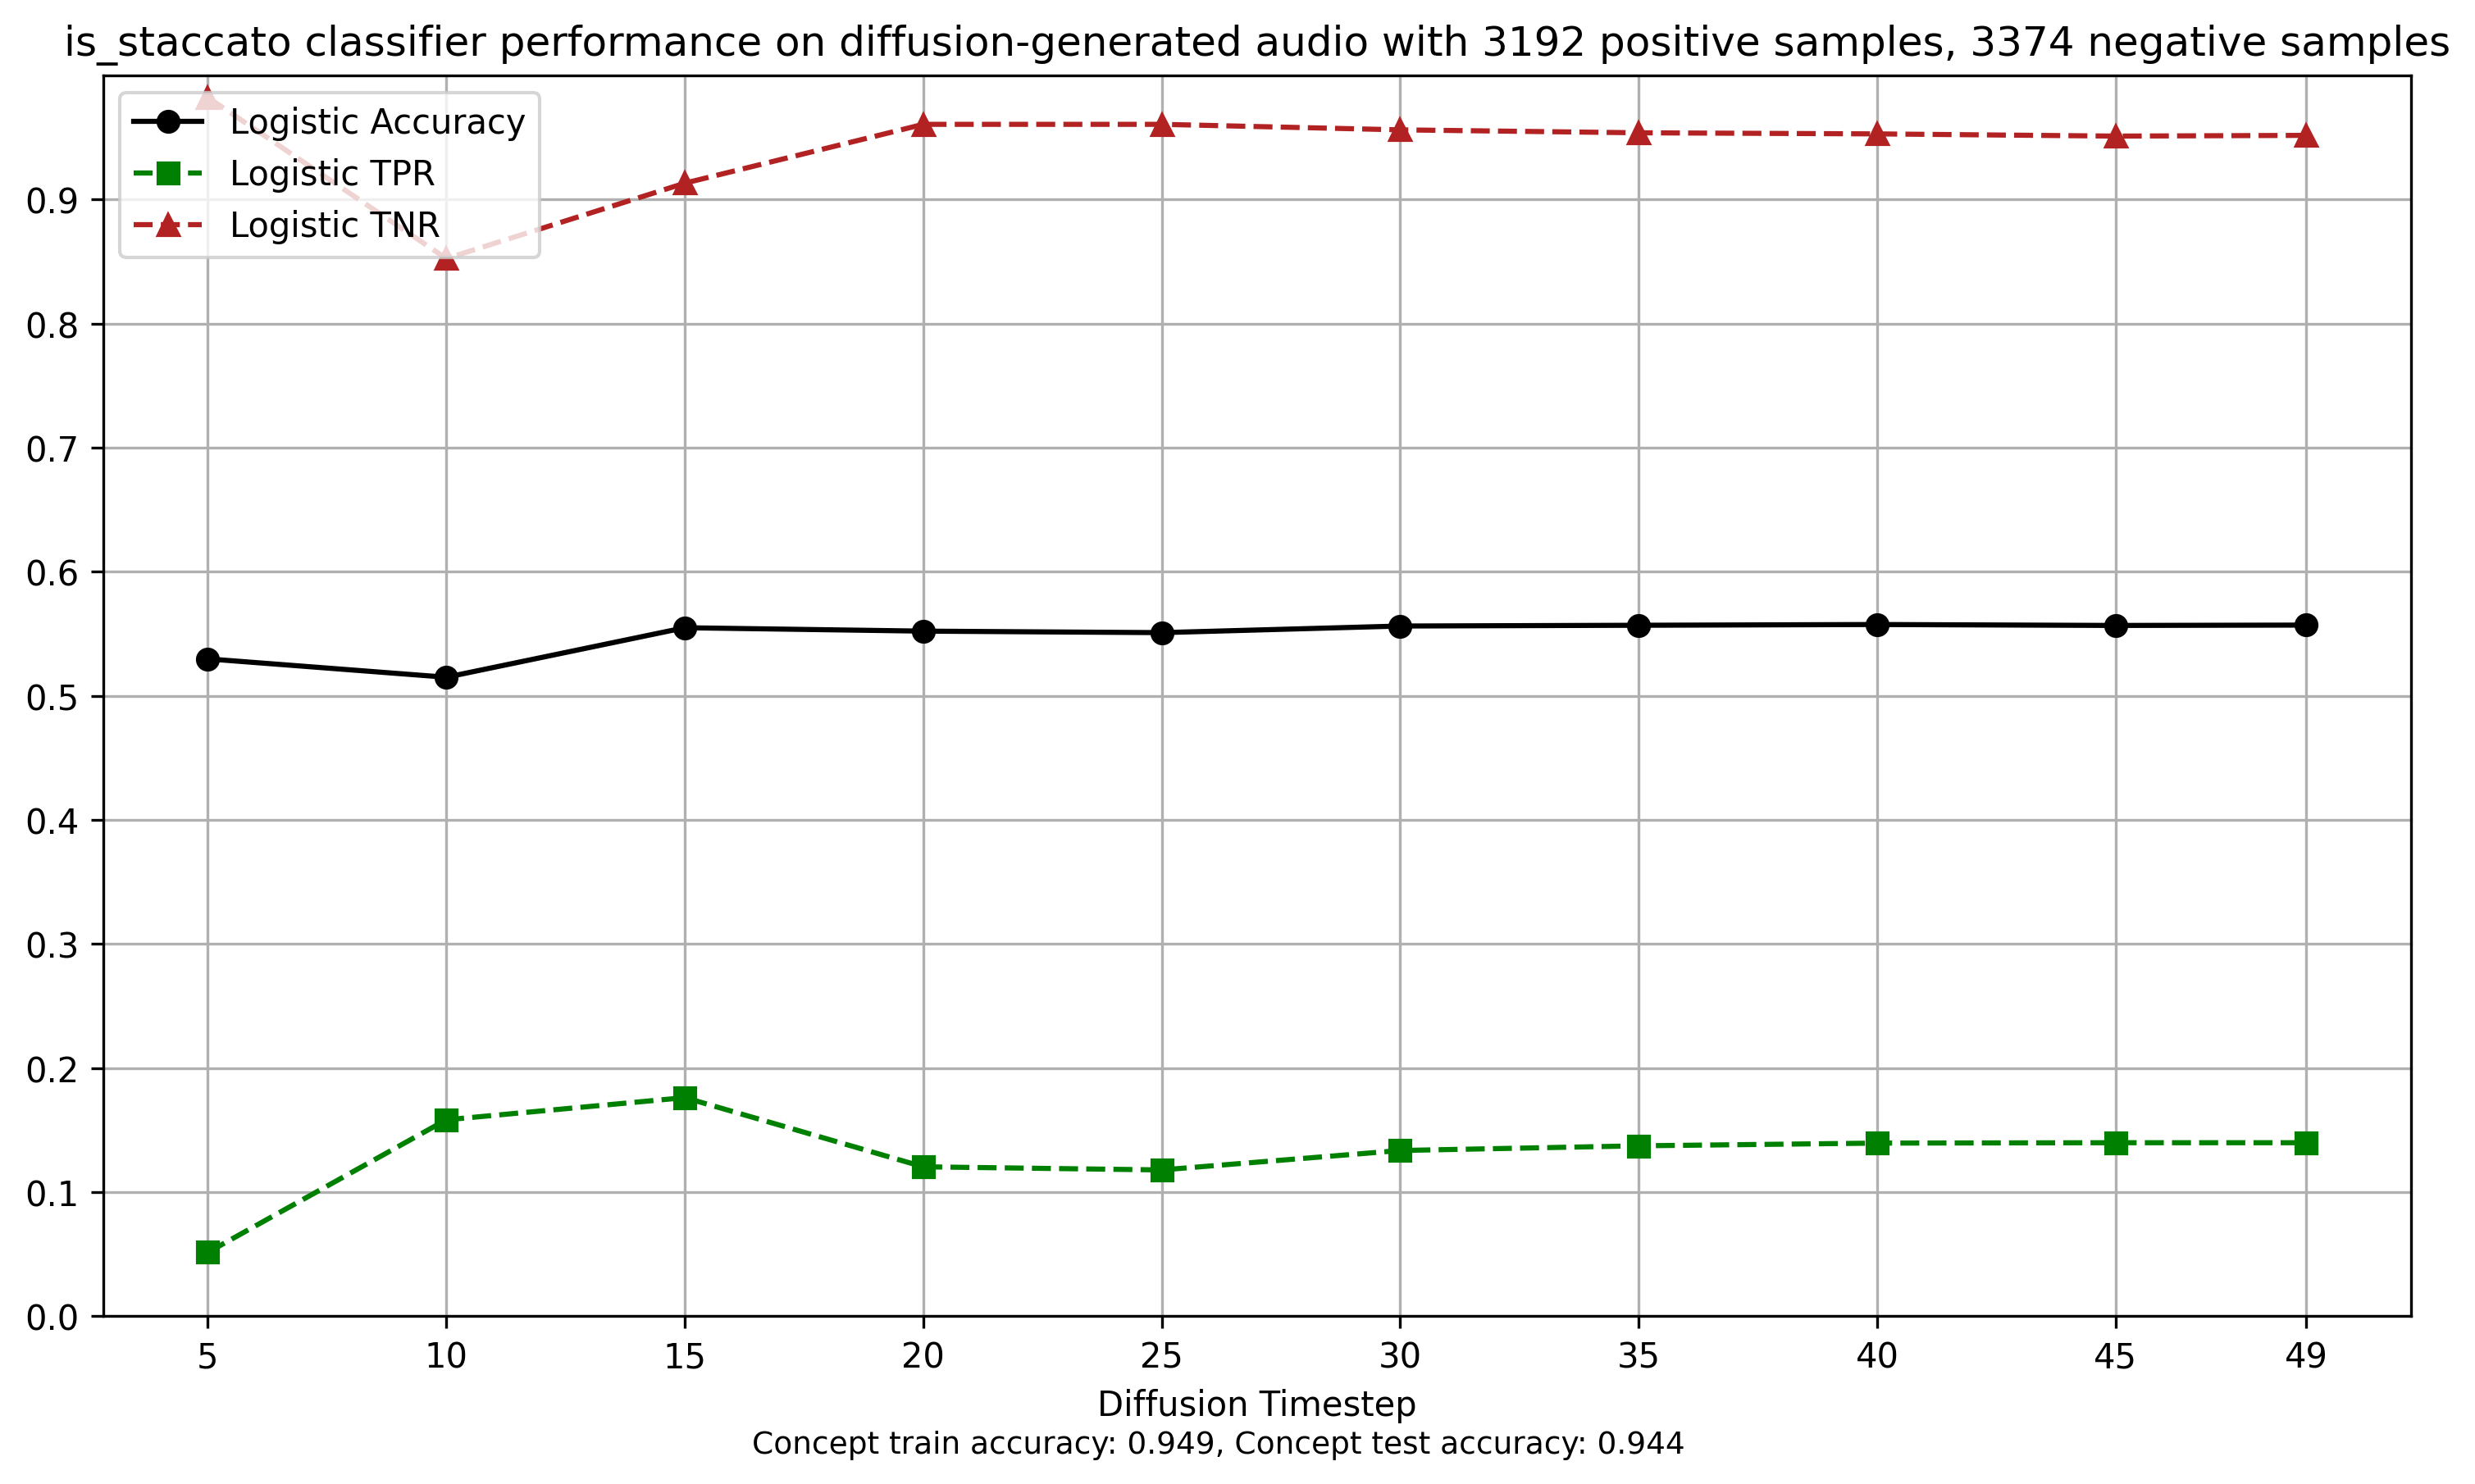 is_staccato classifier performance on diffusion-generated audio with 3192 positive samples, 3374 negative samples
Logistic Accuracy
Logistic TPR
Logistic TNR
0.9
0.8
0.7
0.6
0.5
0.4
0.3
0.2
0.1
0.0
5 10 15 20 25 30 35 40 45 49
Diffusion Timestep
Concept train accuracy: 0.949, Concept test accuracy: 0.944